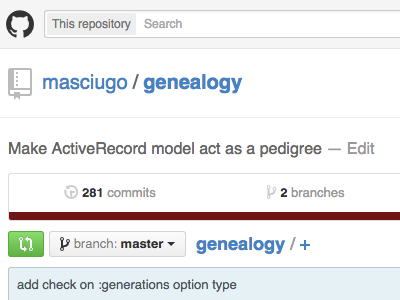 This repository Search
masciugo / genealogy
Make ActiveRecord model act as a pedigree — Edit
281 commits 2 branches
branch: master genealogy / +
add check on :generations option type